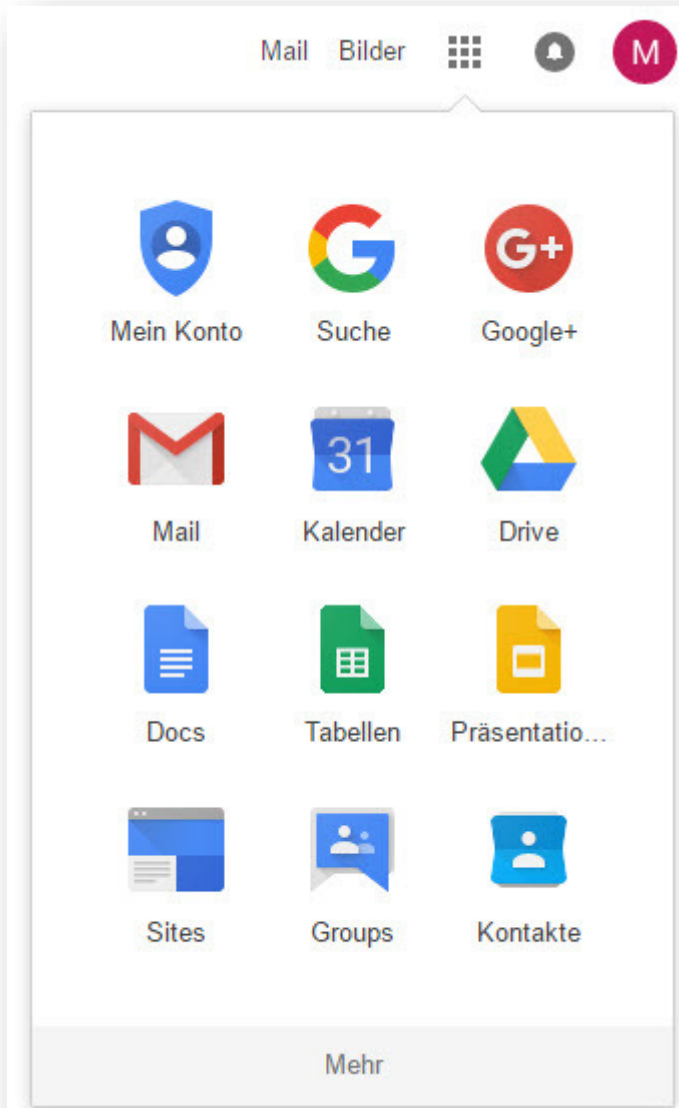 Mail Bilder M
G+
Mein Konto Suche Google+
31
Mail Kalender Drive
Docs Tabellen Präsentatio...
Sites Groups Kontakte
Mehr